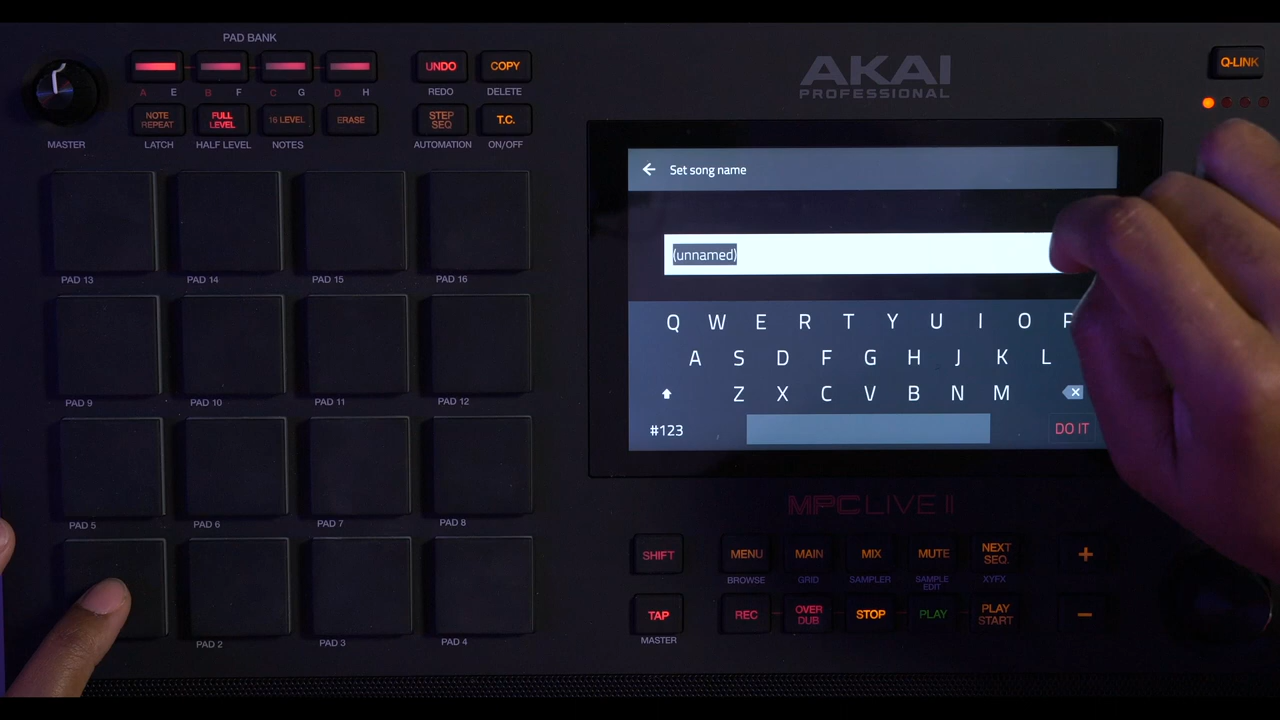 PAD BANK
A E B F C G D H
NOTE REPEAT
FULL LEVEL
16 LEVEL
ERASE
MASTER
LATCH
HALF LEVEL
NOTES
UNDO
COPY
REDO
DELETE
STEP SEQ
T.C.
AUTOMATION
ON/OFF
AKAI
PROFESSIONAL
Q-LINK
PAD 13
PAD 14
PAD 15
PAD 16
PAD 9
PAD 10
PAD 11
PAD 12
PAD 5
PAD 6
PAD 7
PAD 8
PAD 2
PAD 3
PAD 4
Set song name
(unnamed)
Q W E R T Y U I O P
A S D F G H J K L
Z X C V B N M
#123
DO IT
MPC LIVE II
SHIFT
MENU
MAIN
MIX
MUTE
NEXT SEQ.
+
BROWSE
GRID
SAMPLER
SAMPLE EDIT
XYFX
TAP
REC
OVER DUB
STOP
PLAY
PLAY START
−
MASTER